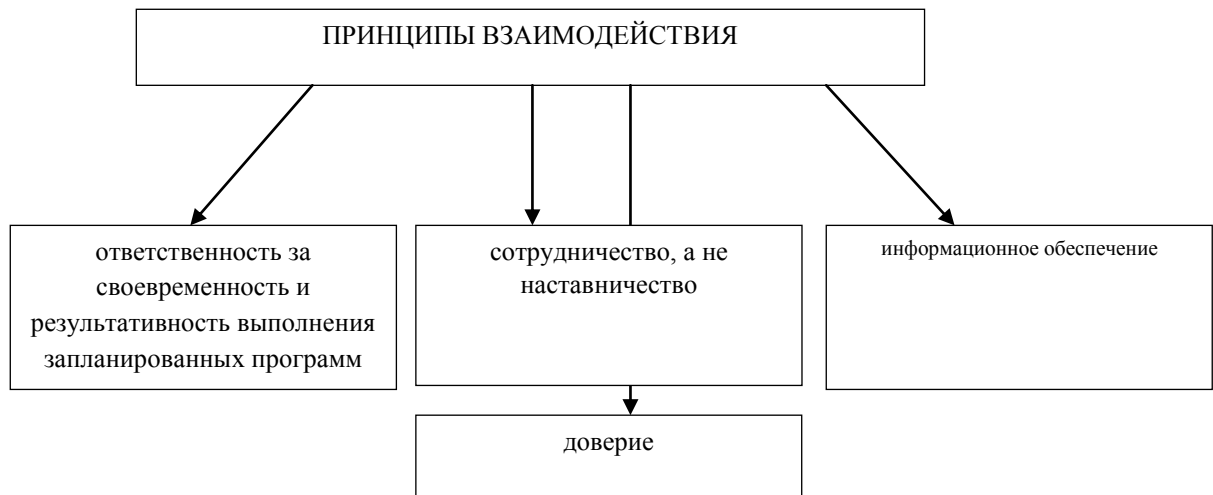 ПРИНЦИПЫ ВЗАИМОДЕЙСТВИЯ
ответственность за
своевременность и
результативность выполнения
запланированных программ
сотрудничество, а не
наставничество
информационное обеспечение
доверие